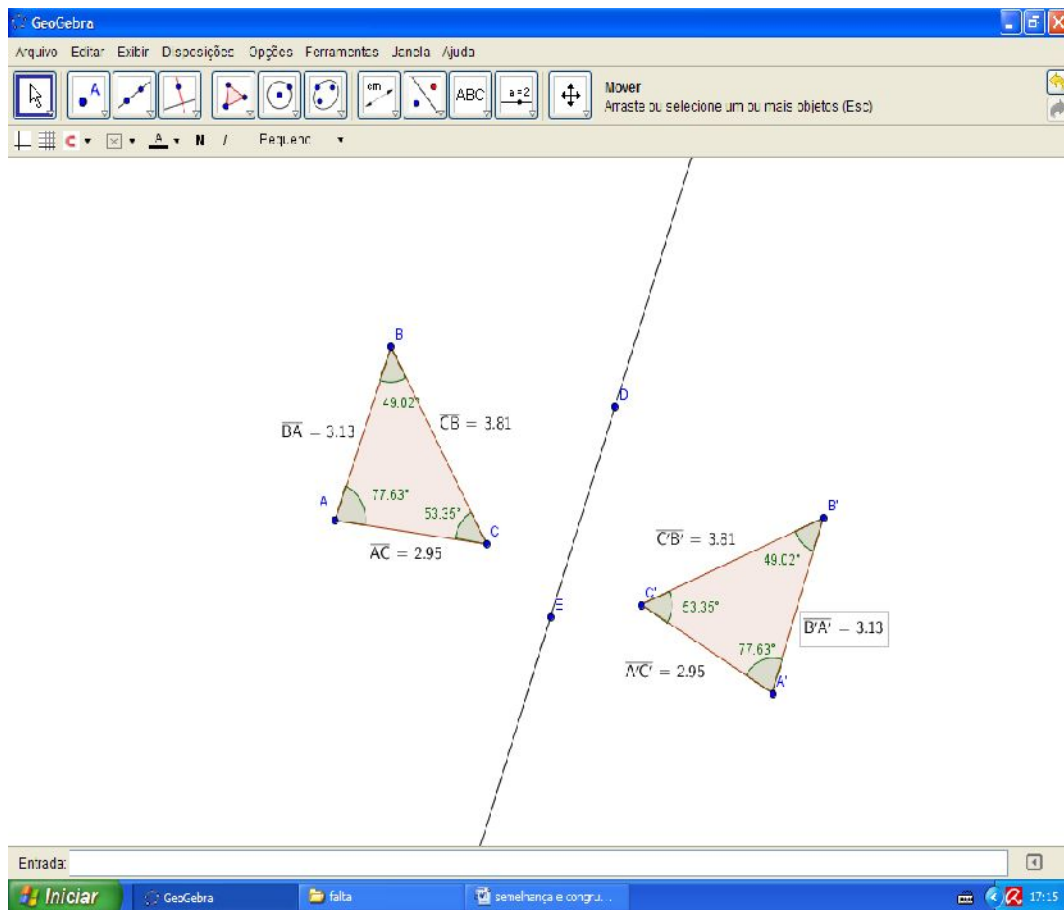 GeoGebra
Arquivo Editar Exibir Disposições Opções Ferramentas Janela Ajuda
A
cm
ABC
a=2
Mover
Arraste ou selecione um ou mais objetos (Esc)
A N I Pequeno
B
49.02°
BA = 3.13
CB = 3.81
D
A
77.63°
53.35°
C
AC = 2.95
B'
C'B' = 3.81
49.02°
C'
E
53.35°
B'A' = 3.13
77.63°
A'C' = 2.95
A'
Entrada:
Iniciar GeoGebra falta semelhança e congru... 17:15